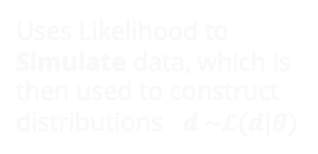 Uses Likelihood to
Simulate data, which is
then used to construct
distributions d ~ℒ(d|θ)